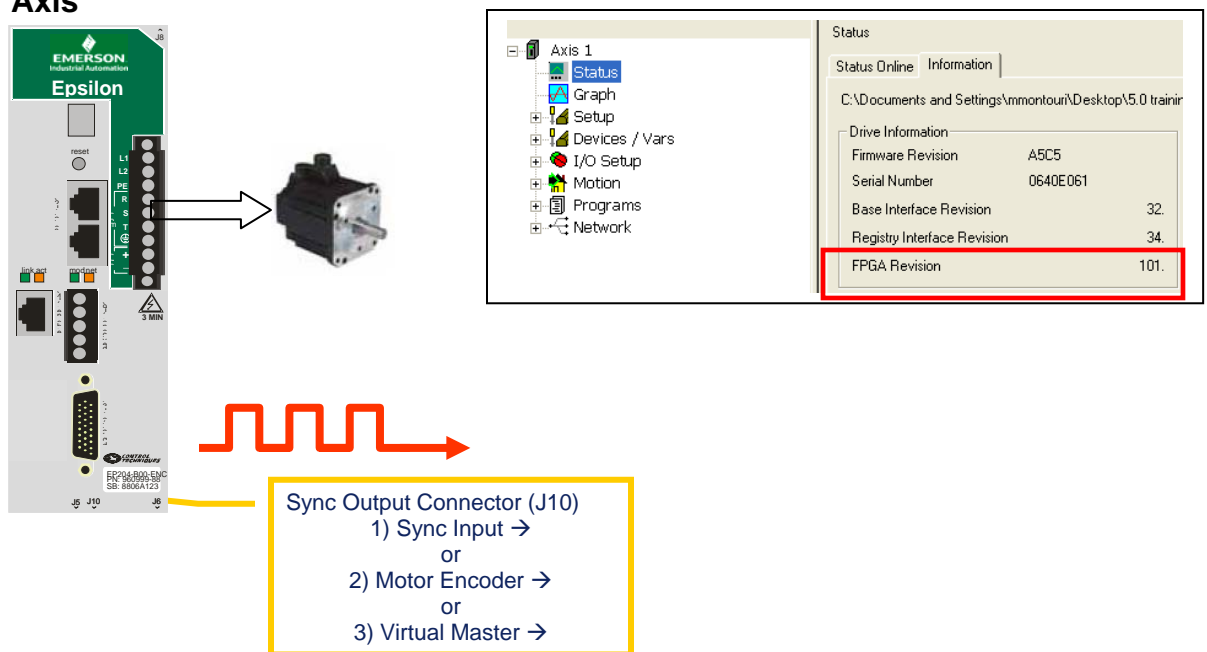 Axis
J8
EMERSON
Industrial Automation
Epsilon
reset
L1
L2
PE
R
S
T
+
−
link act
mod net
3 MIN
CONTROL
TECHNIQUES
EP204-B00-ENC
PN: 960999-88
SB: 8806A123
J5 J10 J6
Sync Output Connector (J10)
1) Sync Input →
or
2) Motor Encoder →
or
3) Virtual Master →
Axis 1
Status
Graph
Setup
Devices / Vars
I/O Setup
Motion
Programs
Network
Status
Status Online Information
C:\Documents and Settings\mmontouri\Desktop\5.0 trainin
Drive Information
Firmware Revision A5C5
Serial Number 0640E061
Base Interface Revision 32.
Registry Interface Revision 34.
FPGA Revision 101.